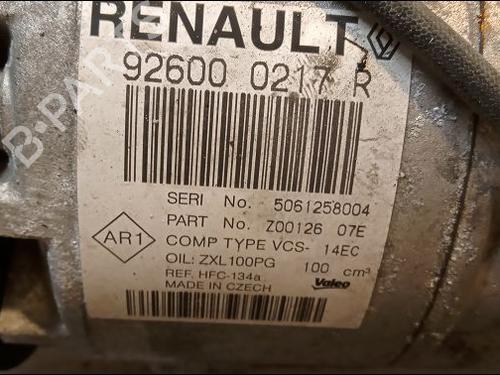 RENAULT
92600 0217 R
SERI No. 5061258004
PART No. Z00126 07E
COMP TYPE VCS- 14EC
OIL: ZXL100PG 100 cm³
REF. HFC-134a
MADE IN CZECH
AR1
Valeo
B-PARTS